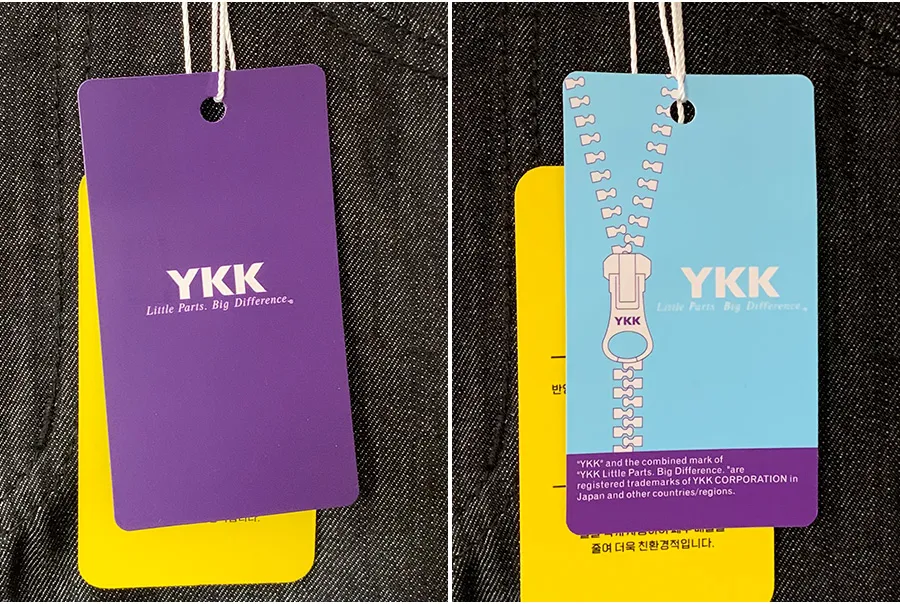 YKK
Little Parts. Big Difference.
YKK
YKK
Little Parts. Big Difference.
"YKK" and the combined mark of
"YKK Little Parts. Big Difference. "are
registered trademarks of YKK CORPORATION in
Japan and other countries/regions.
줄여 더욱 친환경적입니다.